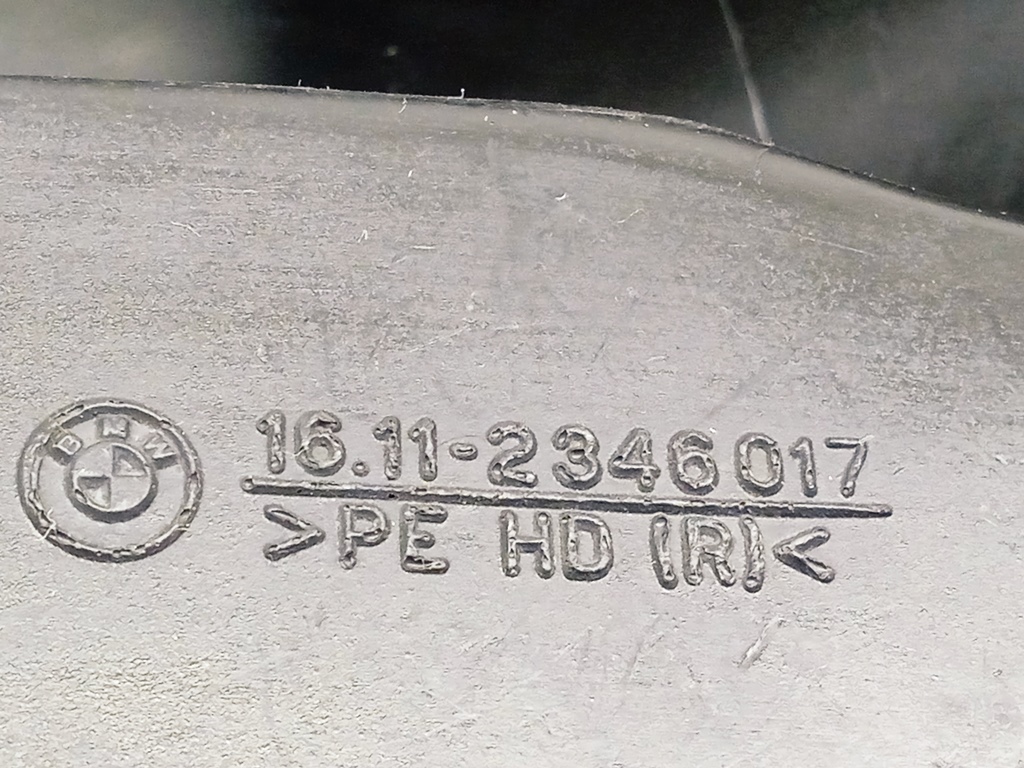 BMW
16.11-2346017
>PE HD (R)<